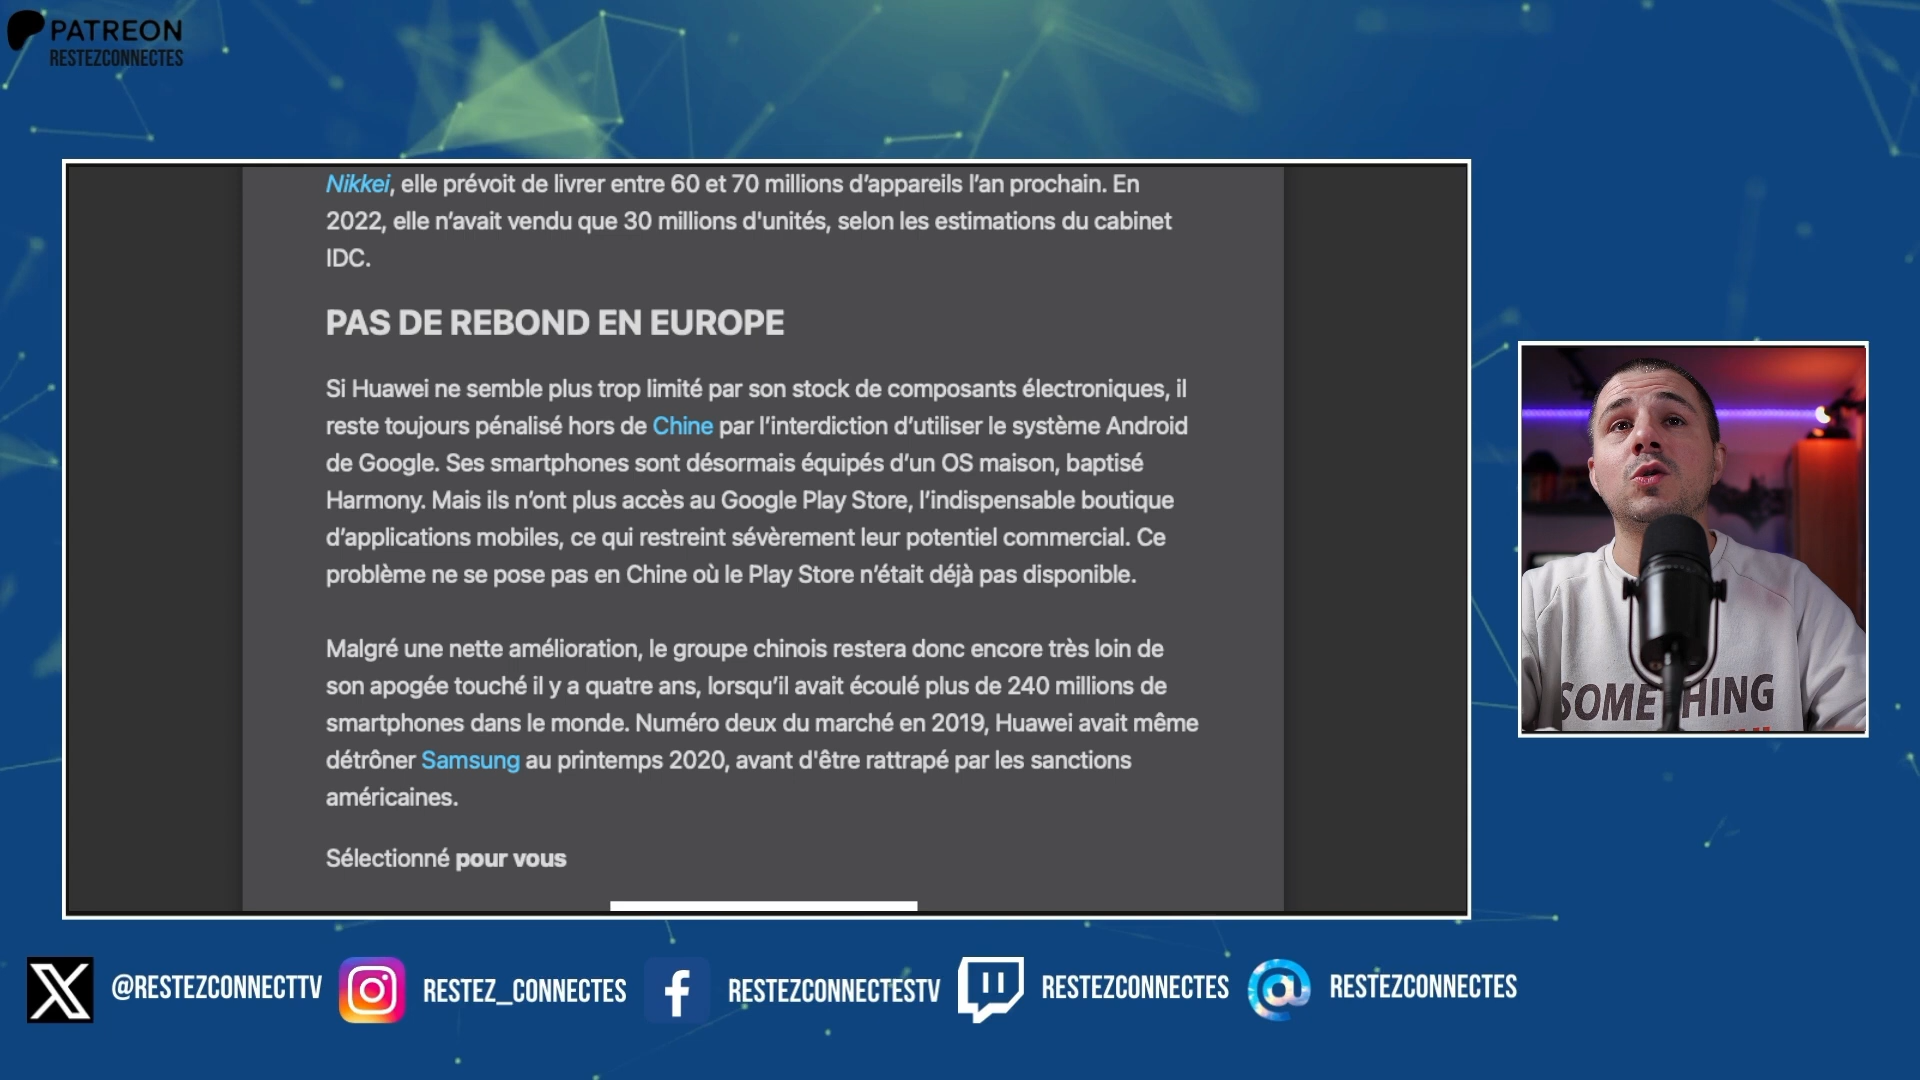 PATREON
RESTEZCONNECTES
Nikkei, elle prévoit de livrer entre 60 et 70 millions d’appareils l’an prochain. En
2022, elle n’avait vendu que 30 millions d'unités, selon les estimations du cabinet
IDC.
PAS DE REBOND EN EUROPE
Si Huawei ne semble plus trop limité par son stock de composants électroniques, il
reste toujours pénalisé hors de Chine par l’interdiction d’utiliser le système Android
de Google. Ses smartphones sont désormais équipés d’un OS maison, baptisé
Harmony. Mais ils n’ont plus accès au Google Play Store, l’indispensable boutique
d’applications mobiles, ce qui restreint sévèrement leur potentiel commercial. Ce
problème ne se pose pas en Chine où le Play Store n’était déjà pas disponible.
Malgré une nette amélioration, le groupe chinois restera donc encore très loin de
son apogée touché il y a quatre ans, lorsqu’il avait écoulé plus de 240 millions de
smartphones dans le monde. Numéro deux du marché en 2019, Huawei avait même
détrôner Samsung au printemps 2020, avant d'être rattrapé par les sanctions
américaines.
Sélectionné pour vous
@RESTEZCONNECTTV
RESTEZ_CONNECTES
RESTEZCONNECTESTV
RESTEZCONNECTES
RESTEZCONNECTES